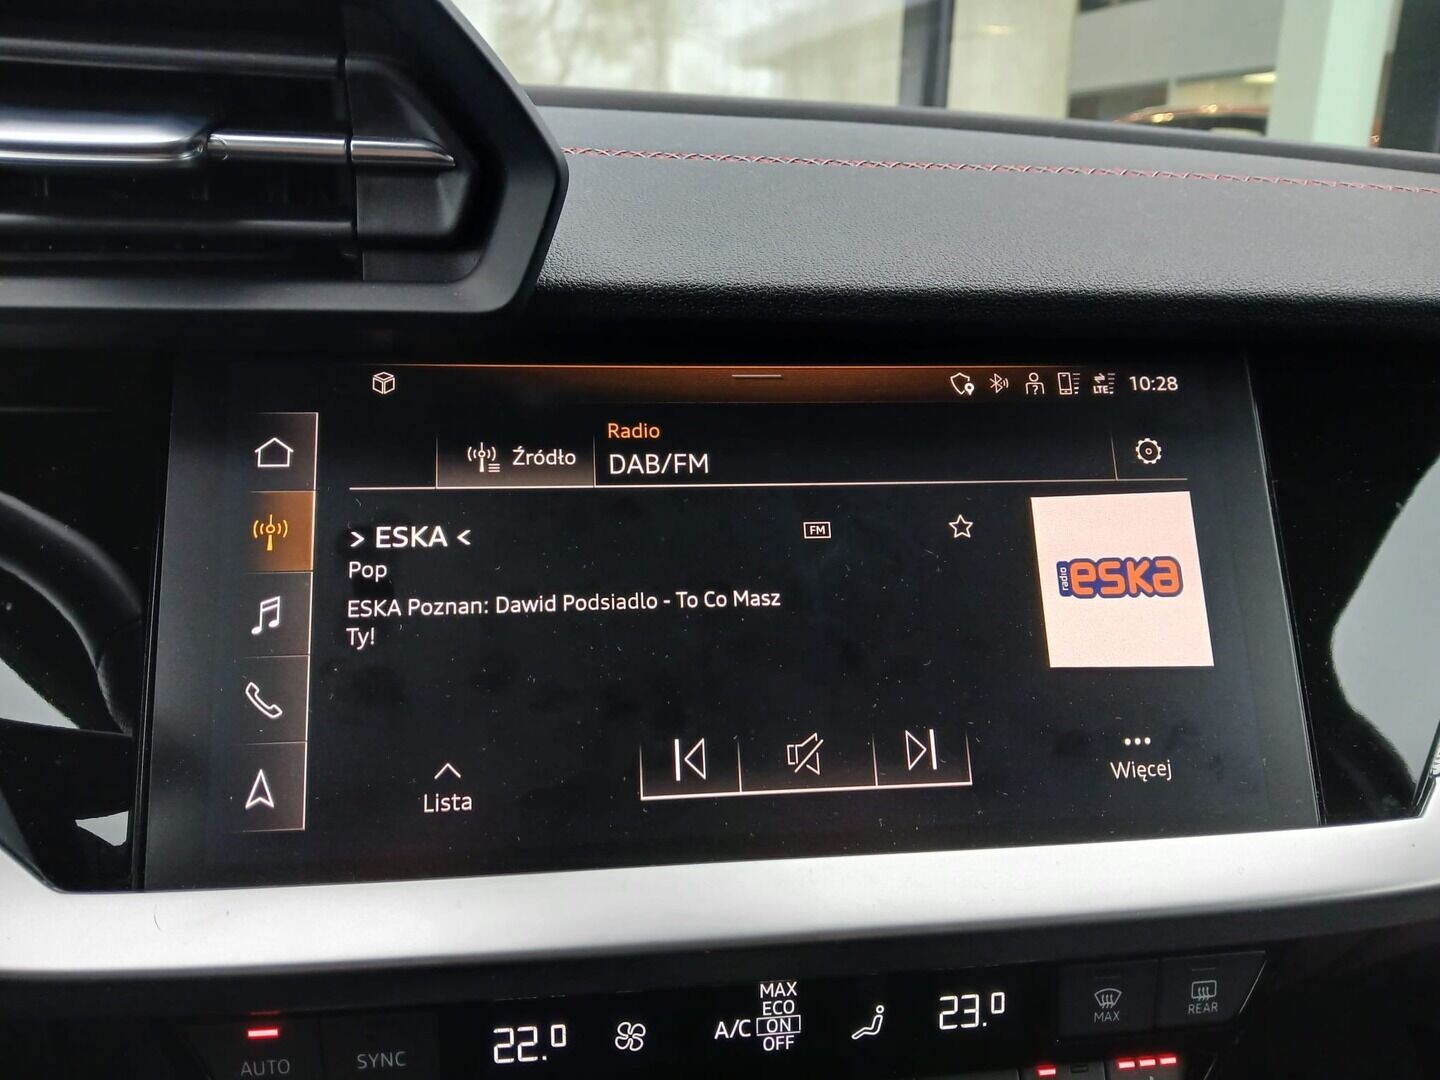 LTE 10:28
Radio
Źródło DAB/FM
> ESKA < FM
Pop
ESKA Poznan: Dawid Podsiadlo - To Co Masz
Ty!
radio eska
Lista
Więcej
MAX
ECO
A/C ON
OFF
22.0
23.0
AUTO
SYNC
MAX
REAR